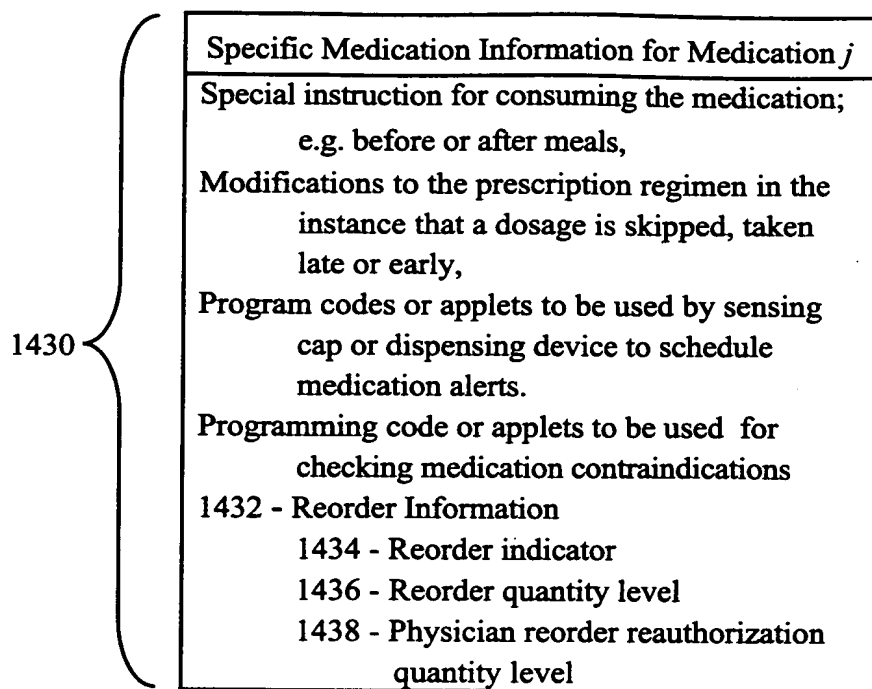 Specific Medication Information for Medication j
Special instruction for consuming the medication;
e.g. before or after meals,
Modifications to the prescription regimen in the
instance that a dosage is skipped, taken
late or early,
Program codes or applets to be used by sensing
cap or dispensing device to schedule
medication alerts.
Programming code or applets to be used for
checking medication contraindications
1432 - Reorder Information
1434 - Reorder indicator
1436 - Reorder quantity level
1438 - Physician reorder reauthorization
quantity level
1430